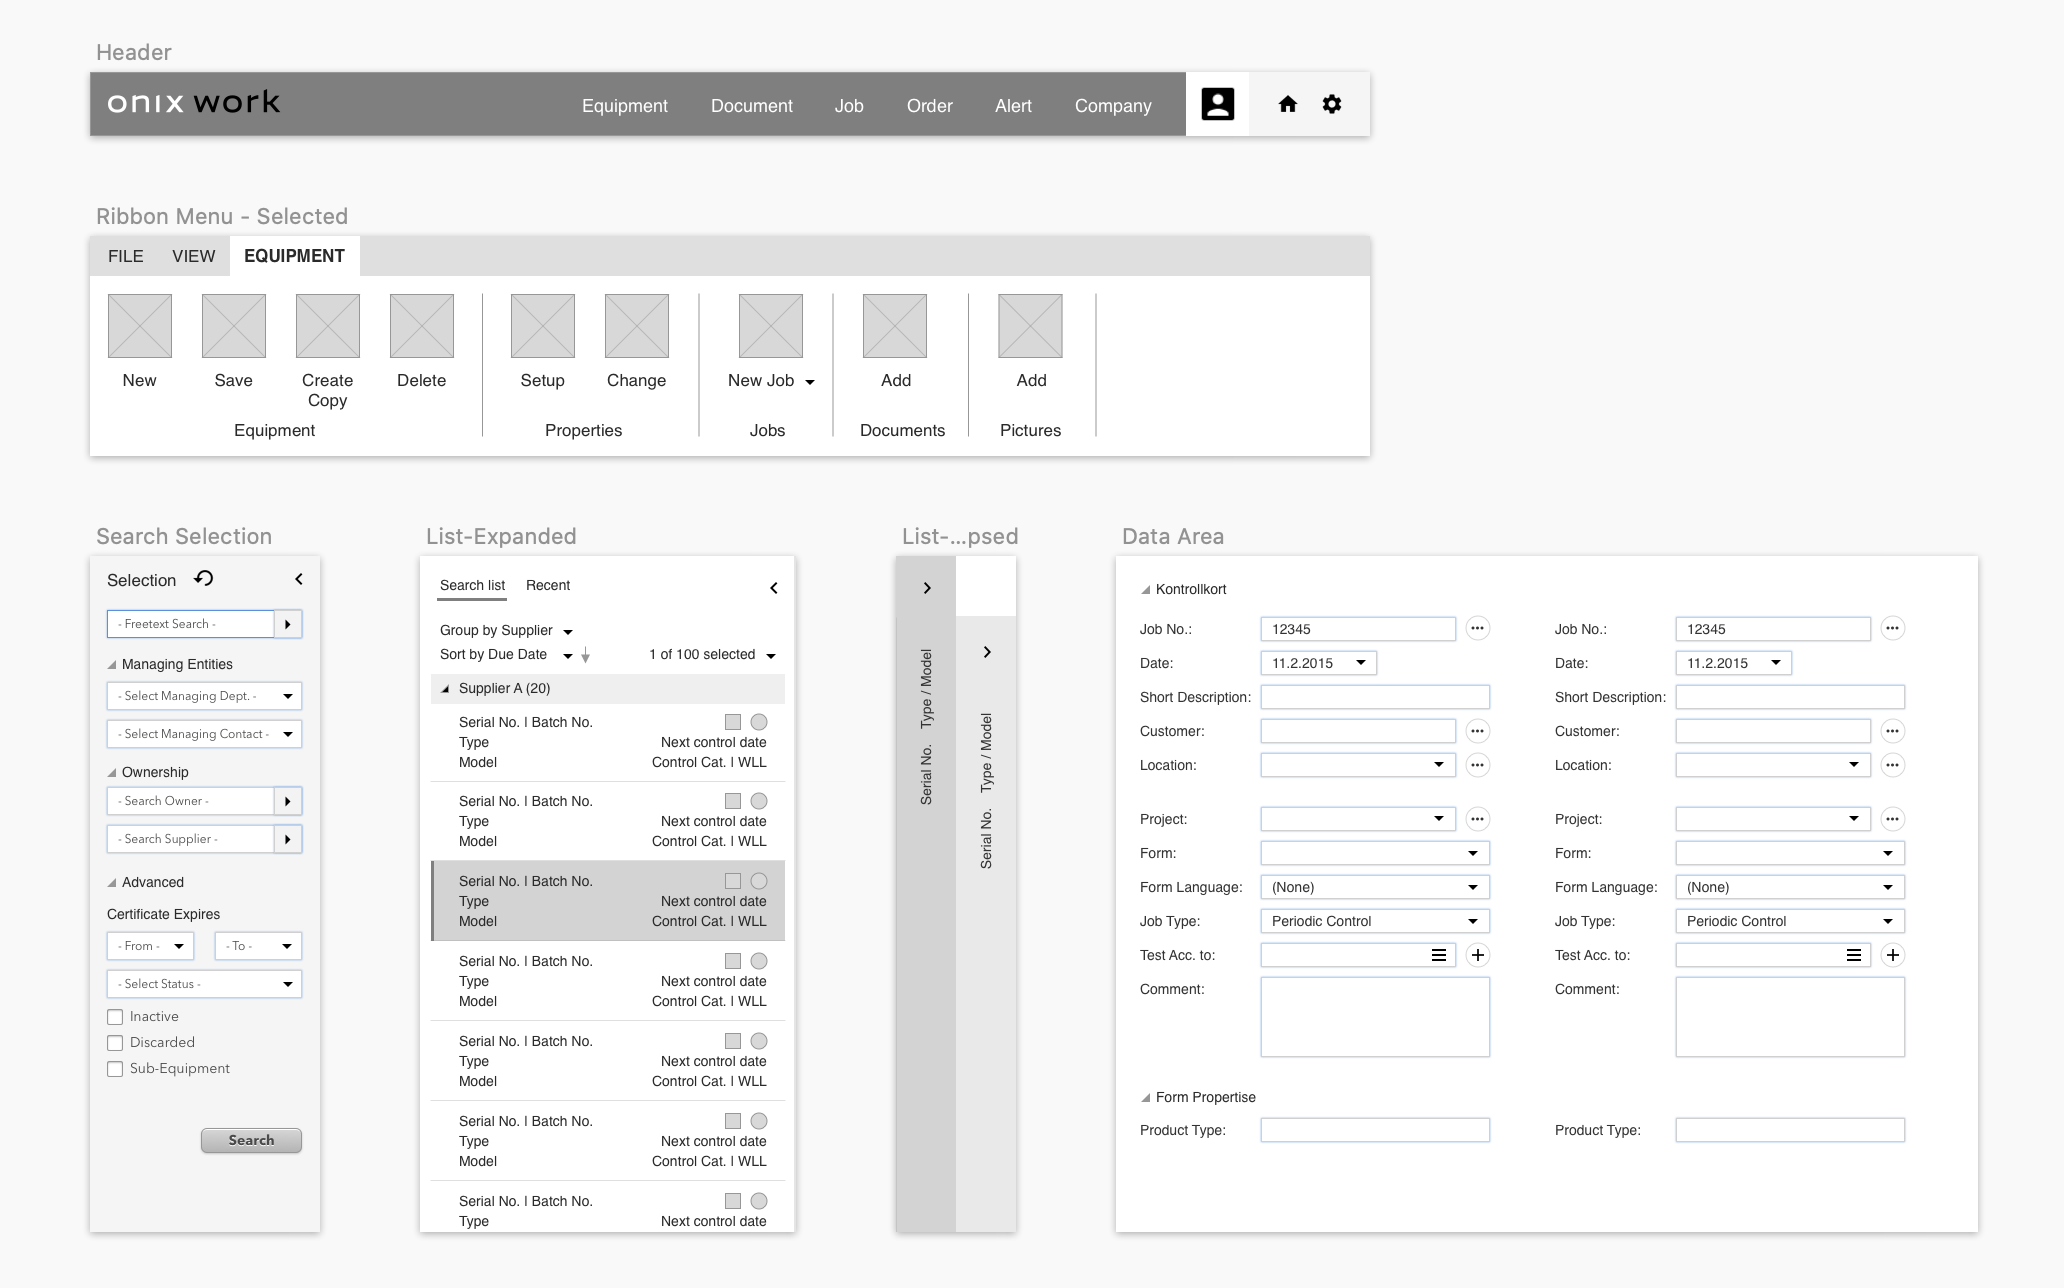 Header
onix work
Equipment Document Job Order Alert Company
Ribbon Menu - Selected
FILE VIEW EQUIPMENT
New Save Create Copy Delete
Equipment
Setup Change
Properties
New Job
Jobs
Add
Documents
Add
Pictures
Search Selection
Selection
- Freetext Search -
Managing Entities
- Select Managing Dept. -
- Select Managing Contact -
Ownership
- Search Owner -
- Search Supplier -
Advanced
Certificate Expires
- From - - To -
- Select Status -
Inactive
Discarded
Sub-Equipment
Search
List-Expanded
Search list Recent
Group by Supplier
Sort by Due Date 1 of 100 selected
Supplier A (20)
Serial No. | Batch No.
Type Next control date
Model Control Cat. | WLL
Serial No. | Batch No.
Type Next control date
Model Control Cat. | WLL
Serial No. | Batch No.
Type Next control date
Model Control Cat. | WLL
Serial No. | Batch No.
Type Next control date
Model Control Cat. | WLL
Serial No. | Batch No.
Type Next control date
Model Control Cat. | WLL
Serial No. | Batch No.
Type Next control date
Model Control Cat. | WLL
Serial No. | Batch No.
Type Next control date
List-...psed
Serial No. Type / Model
Serial No. Type / Model
Data Area
Kontrollkort
Job No.: 12345 Job No.: 12345
Date: 11.2.2015 Date: 11.2.2015
Short Description: Short Description:
Customer: Customer:
Location: Location:
Project: Project:
Form: Form:
Form Language: (None) Form Language: (None)
Job Type: Periodic Control Job Type: Periodic Control
Test Acc. to: Test Acc. to:
Comment: Comment:
Form Propertise
Product Type: Product Type: